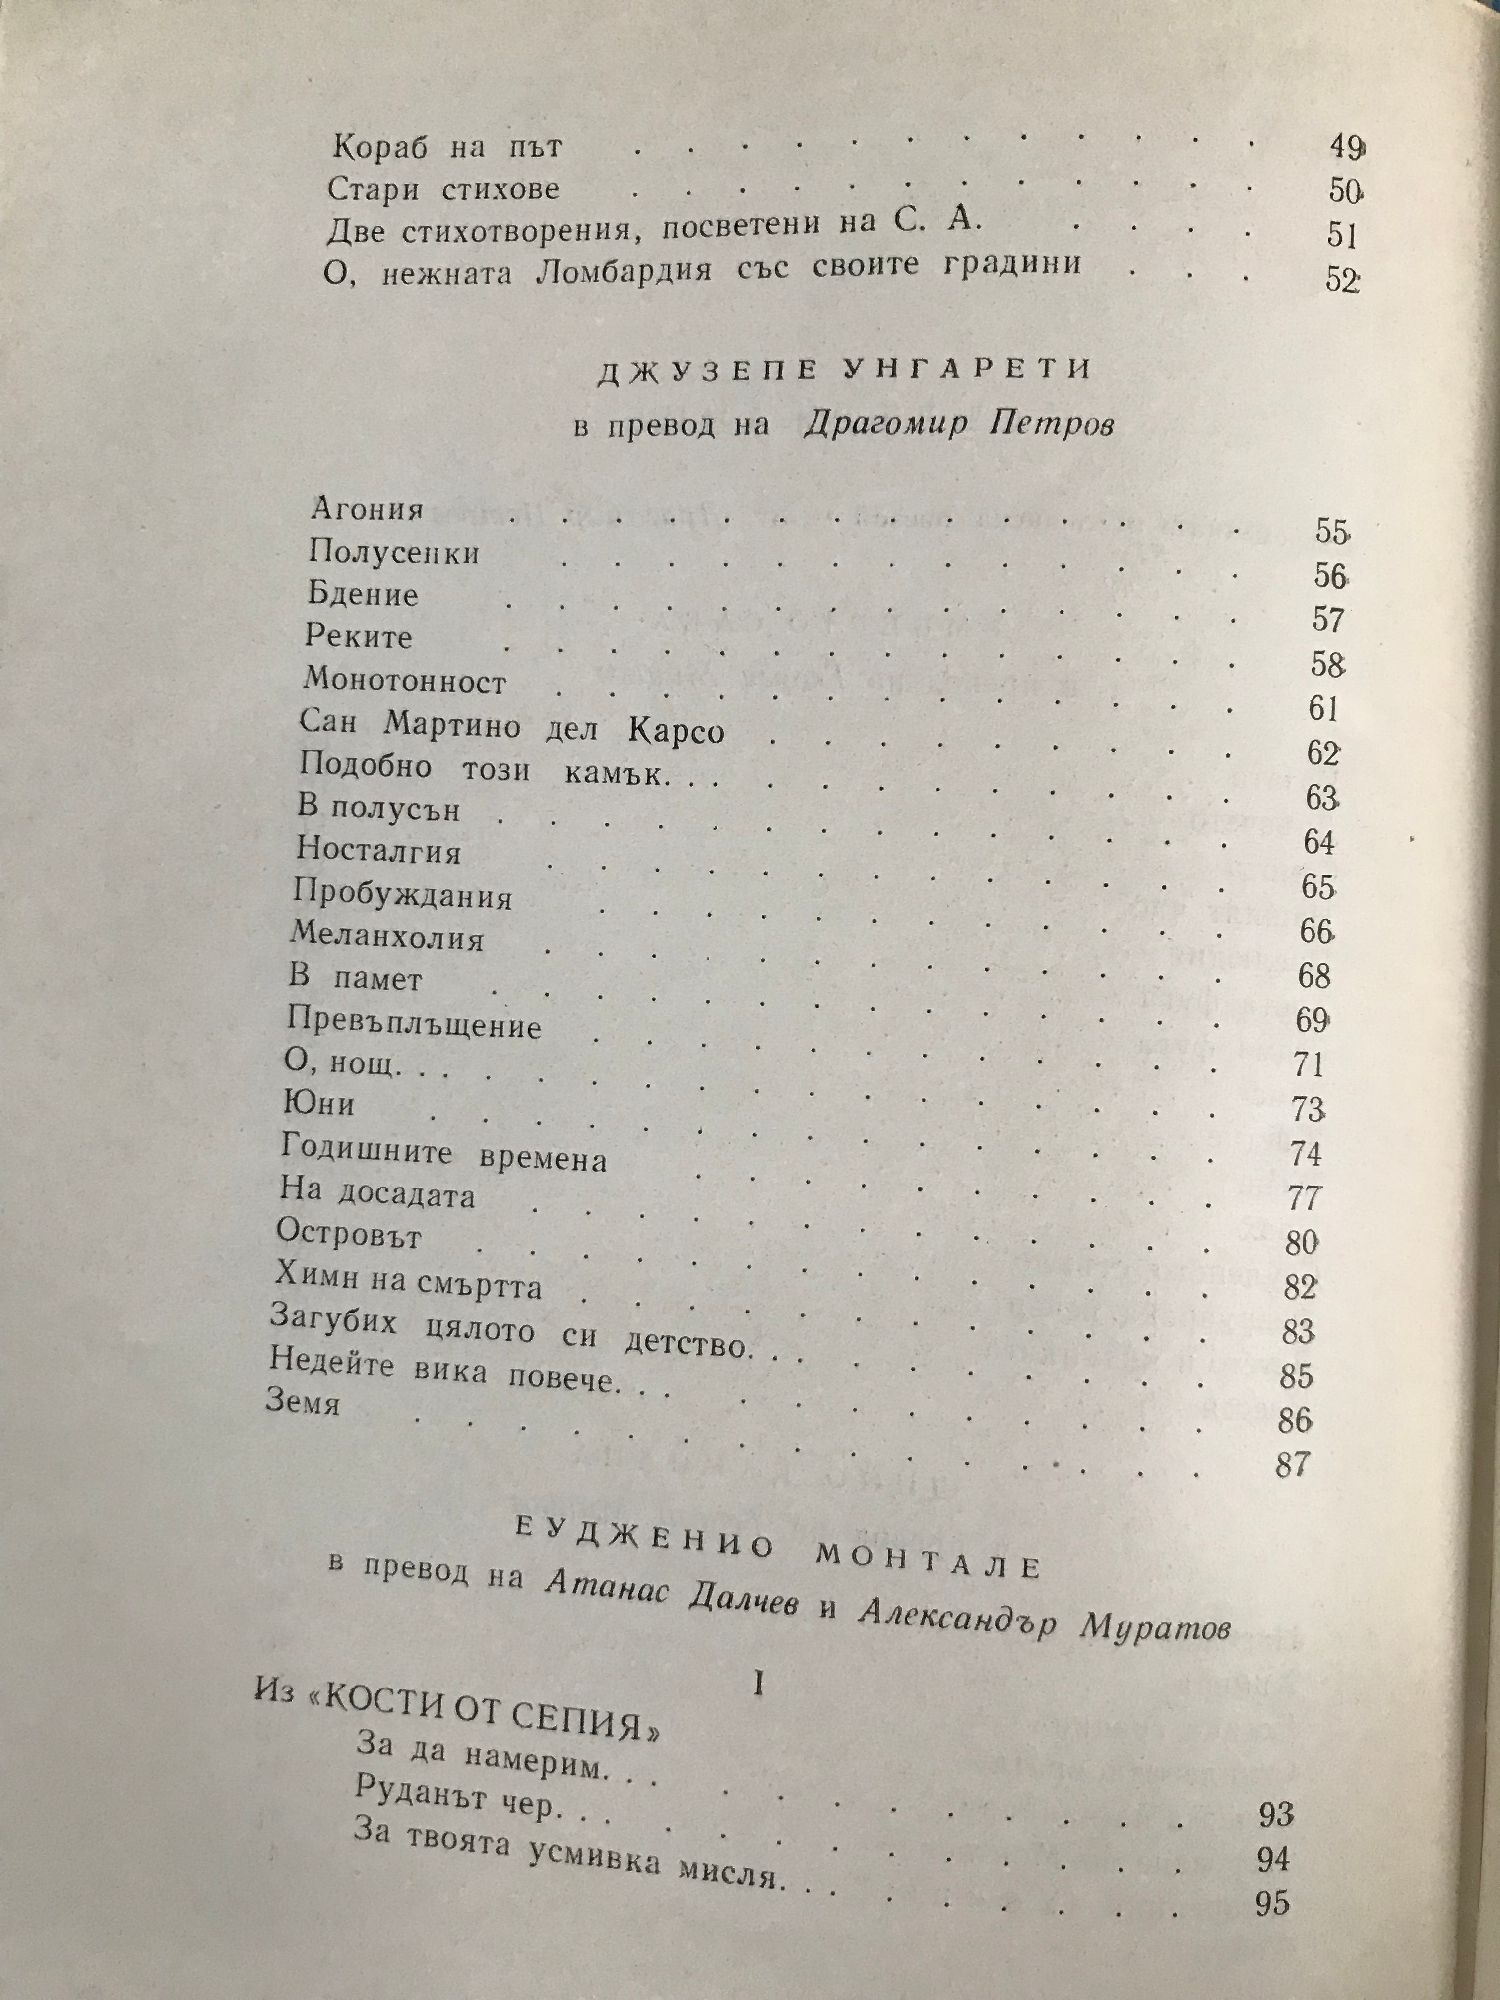 Кораб на път . . . . . . . . . . . . 49
Стари стихове . . . . . . . . . . . . 50
Две стихотворения, посветени на С. А. . . . . 51
О, нежната Ломбардия със своите градини . . . 52
ДЖУЗЕПЕ УНГАРЕТИ
в превод на Драгомир Петров
Агония . . . . . . . . . . . . . . 55
Полусенки . . . . . . . . . . . . . 56
Бдение . . . . . . . . . . . . . . 57
Реките . . . . . . . . . . . . . . 58
Монотонност . . . . . . . . . . . . . 61
Сан Мартино дел Карсо . . . . . . . . . 62
Подобно този камък. . . . . . . . . . . . 63
В полусън . . . . . . . . . . . . . . 64
Носталгия . . . . . . . . . . . . . 65
Пробуждания . . . . . . . . . . . . 66
Меланхолия . . . . . . . . . . . . . 68
В памет . . . . . . . . . . . . . . 69
Превъплъщение . . . . . . . . . . . . 71
О, нощ. . . . . . . . . . . . . . . . . 73
Юни . . . . . . . . . . . . . . . 74
Годишните времена . . . . . . . . . . 77
На досадата . . . . . . . . . . . . . 80
Островът . . . . . . . . . . . . . . 82
Химн на смъртта . . . . . . . . . . . . 83
Загубих цялото си детство. . . . . . . . . . 85
Недейте вика повече. . . . . . . . . . . . 86
Земя . . . . . . . . . . . . . . . 87
ЕУДЖЕНИО МОНТАЛЕ
в превод на Атанас Далчев и Александър Муратов
I
Из «КОСТИ ОТ СЕПИЯ»
За да намерим. . . . . . . . . . . . 93
Руданът чер. . . . . . . . . . . . . 94
За твоята усмивка мисля. . . . . . . . . 95